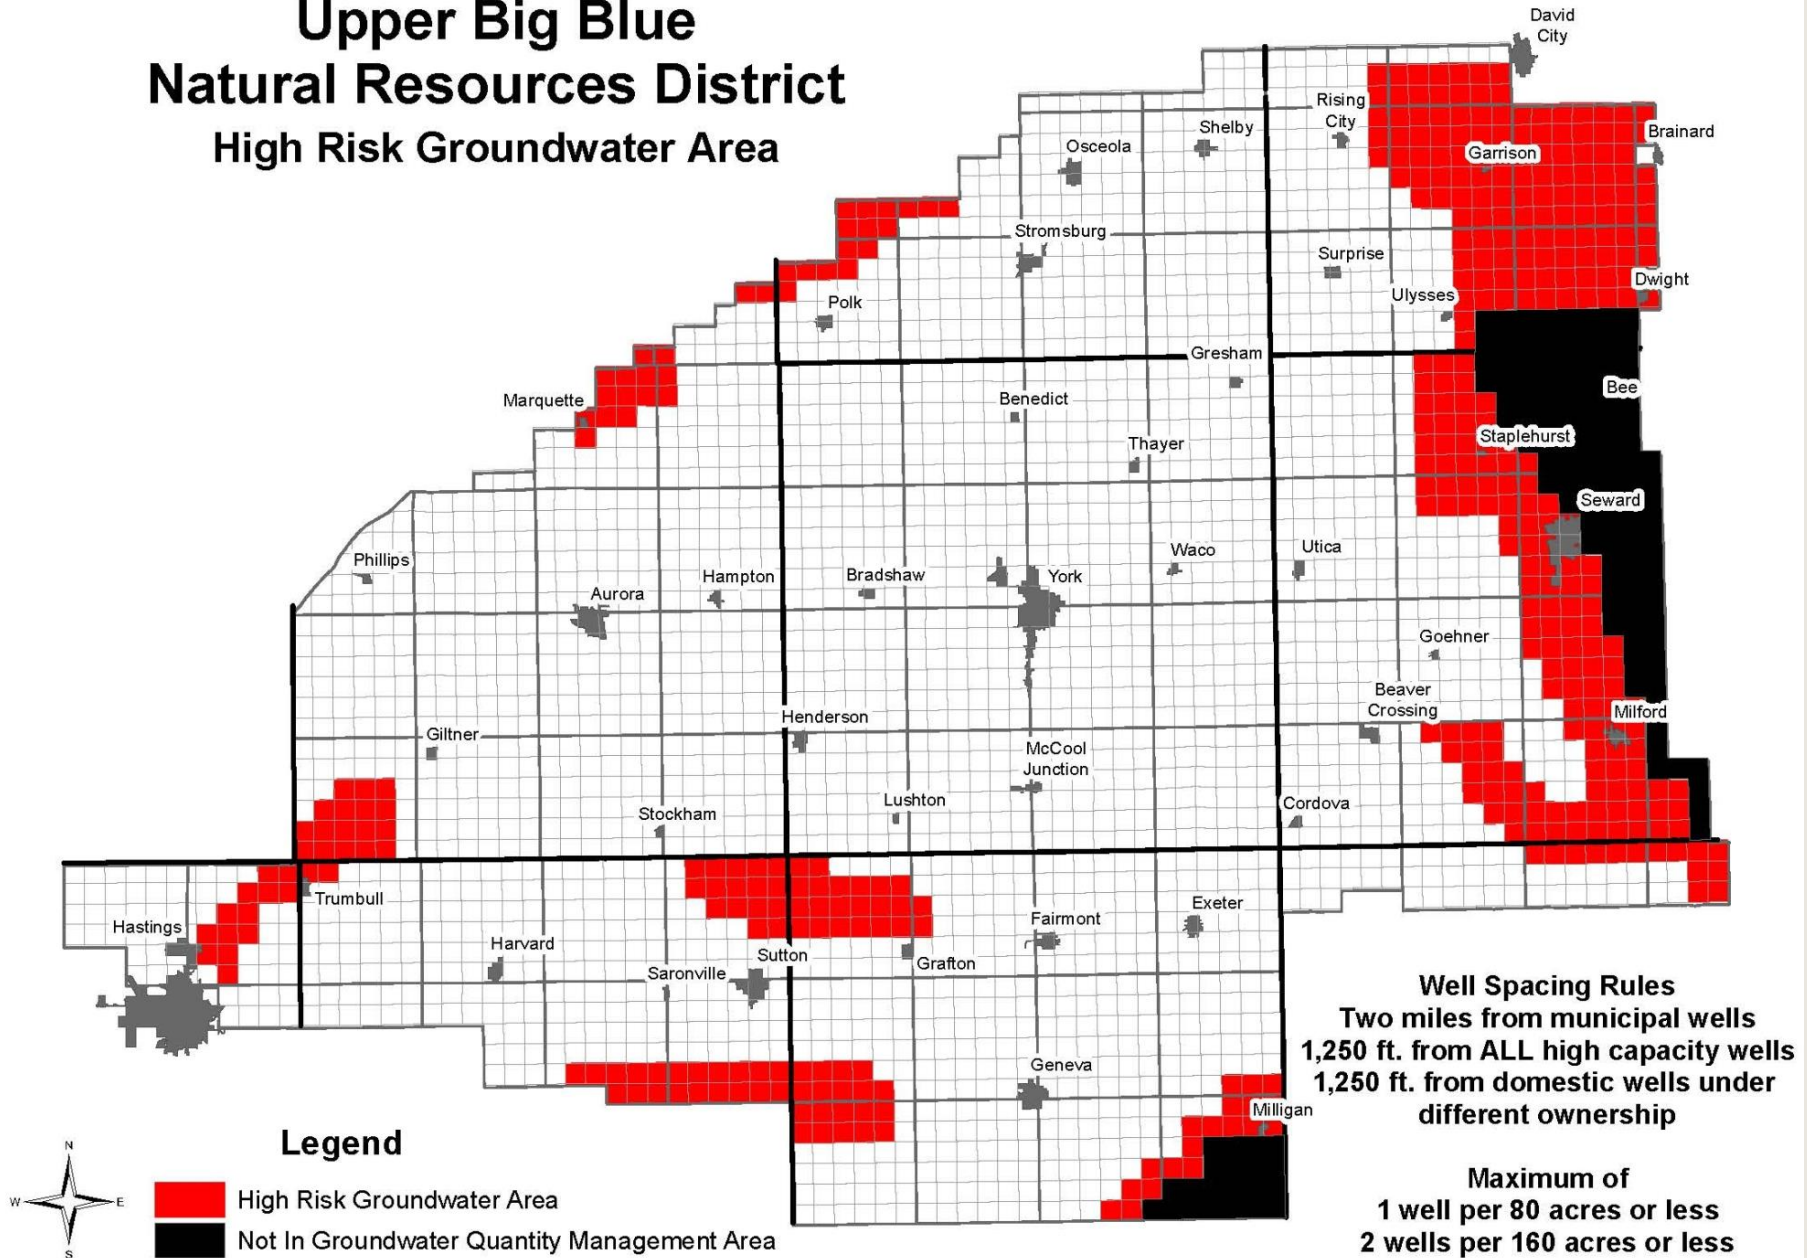 Upper Big Blue
Natural Resources District
High Risk Groundwater Area
David
City
Rising
City
Brainard
Shelby
Osceola
Garrison
Stromsburg
Surprise
Dwight
Ulysses
Polk
Gresham
Bee
Marquette
Benedict
Thayer
Staplehurst
Seward
Phillips
Waco
Utica
Hampton
Bradshaw
York
Aurora
Goehner
Beaver
Crossing
Milford
Henderson
Giltner
McCool
Junction
Lushton
Cordova
Stockham
Trumbull
Exeter
Hastings
Fairmont
Harvard
Sutton
Grafton
Saronville
Geneva
Milligan
Well Spacing Rules
Two miles from municipal wells
1,250 ft. from ALL high capacity wells
1,250 ft. from domestic wells under
different ownership
Maximum of
1 well per 80 acres or less
2 wells per 160 acres or less
Legend
N
W E
S
High Risk Groundwater Area
Not In Groundwater Quantity Management Area